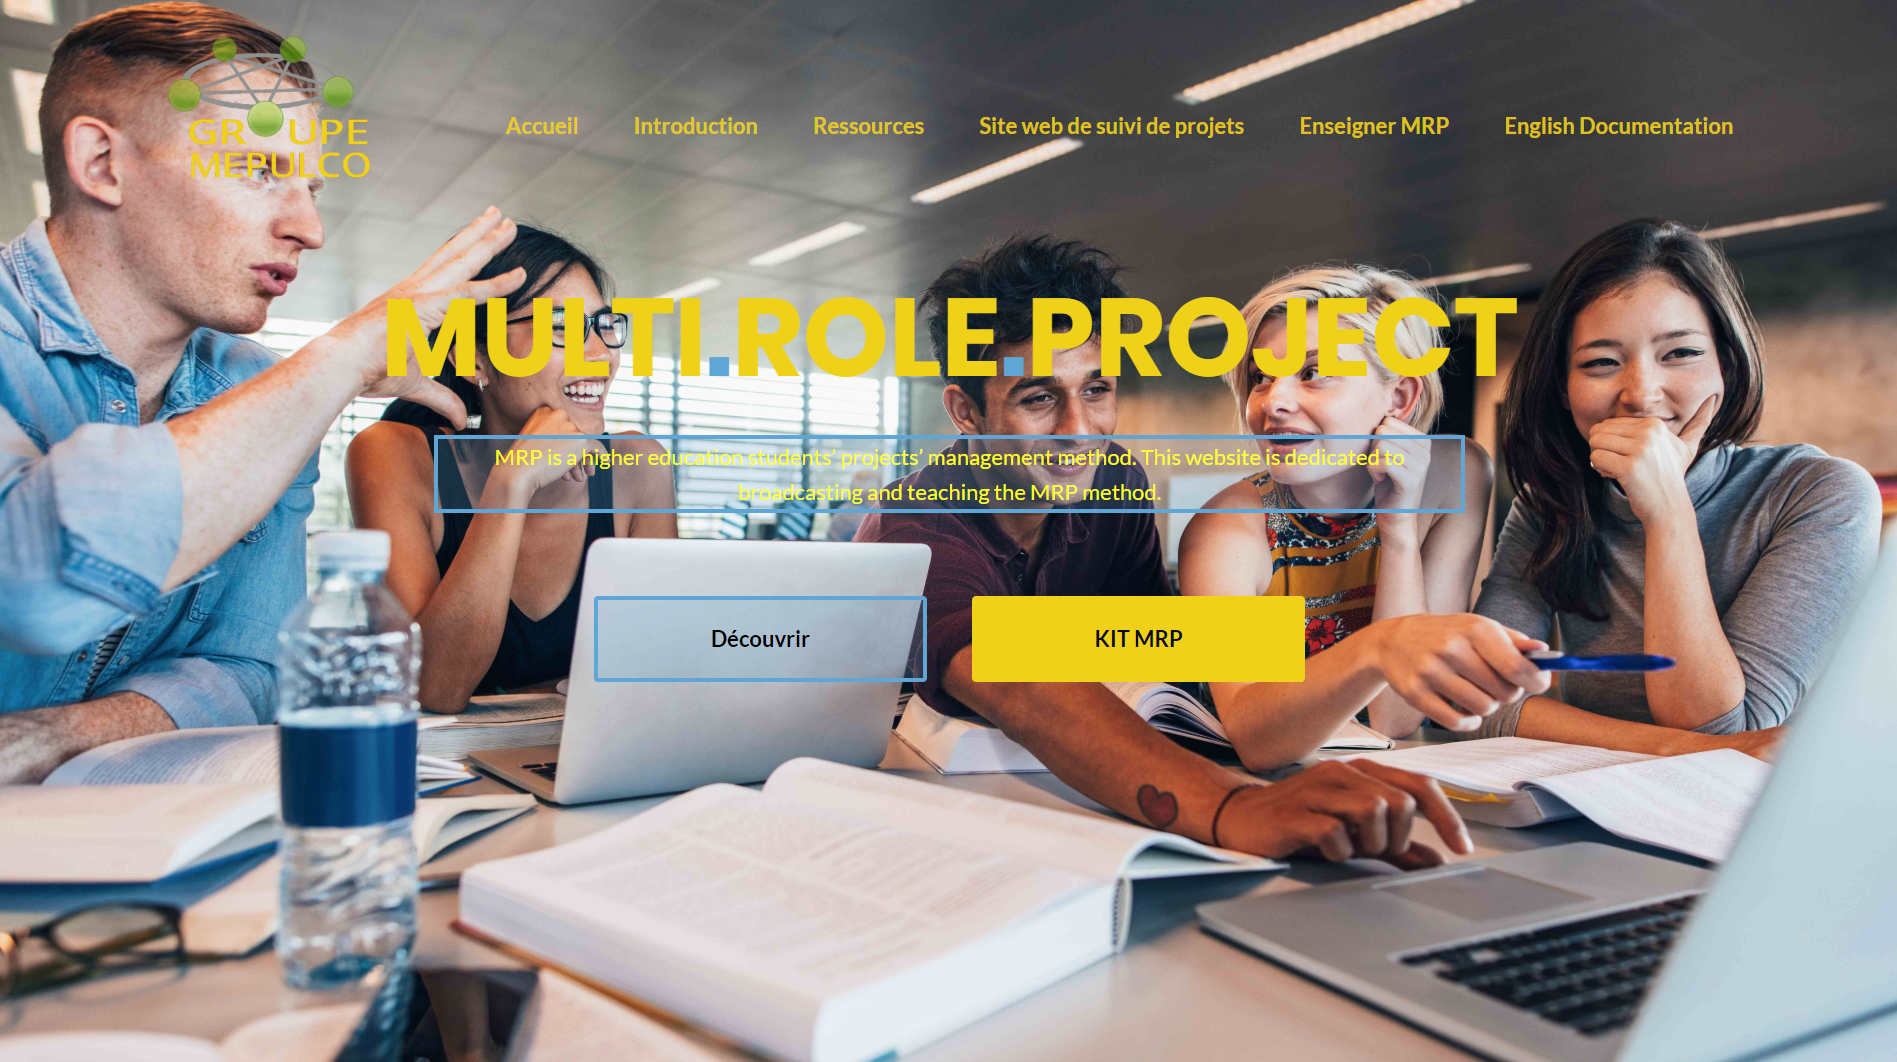 GROUPE
MEPULCO
Accueil
Introduction
Ressources
Site web de suivi de projets
Enseigner MRP
English Documentation
MULTI.ROLE.PROJECT
MRP is a higher education students’ projects’ management method. This website is dedicated to
broadcasting and teaching the MRP method.
Découvrir
KIT MRP